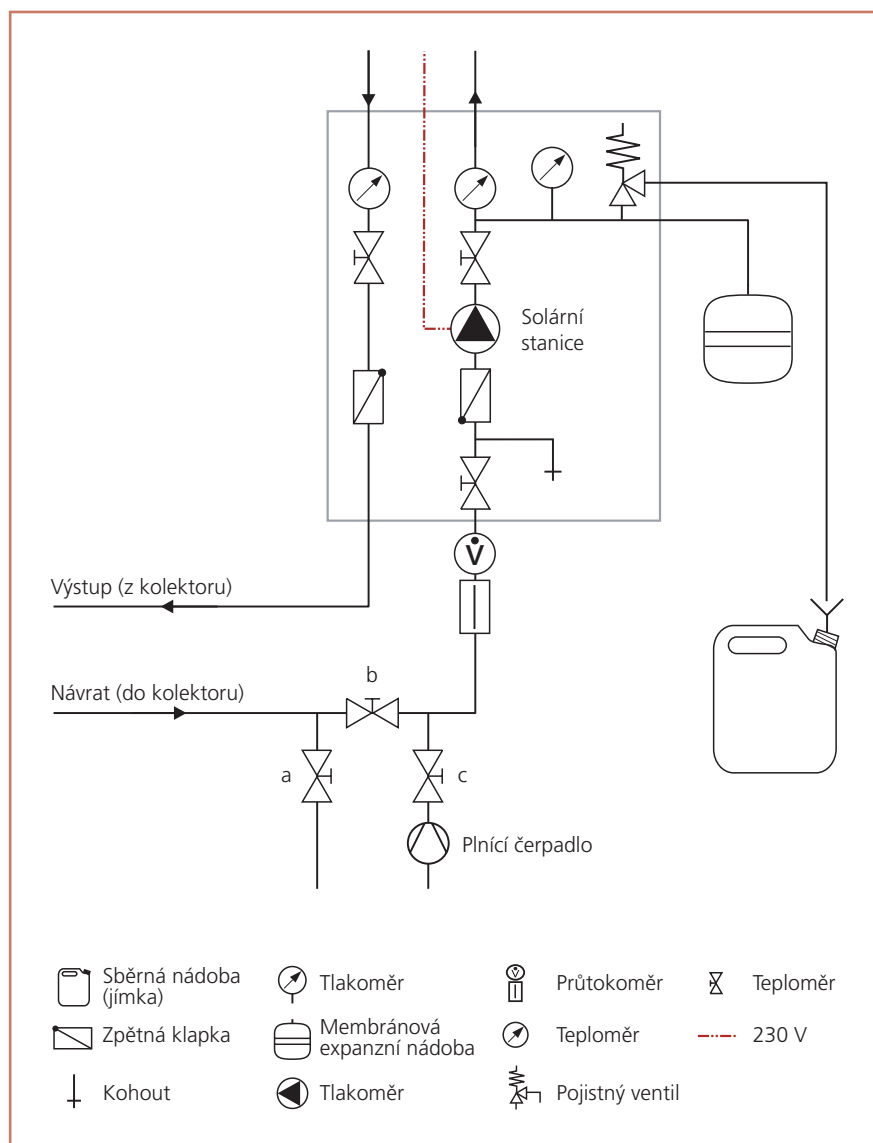 Solární
stanice
V̇
Výstup (z kolektoru)
Návrat (do kolektoru)
b
a
c
Plnící čerpadlo
Sběrná nádoba
(jímka)
Tlakoměr
V̇
Průtokoměr
Teploměr
Zpětná klapka
Membránová
expanzní nádoba
Teploměr
230 V
Kohout
Tlakoměr
Pojistný ventil